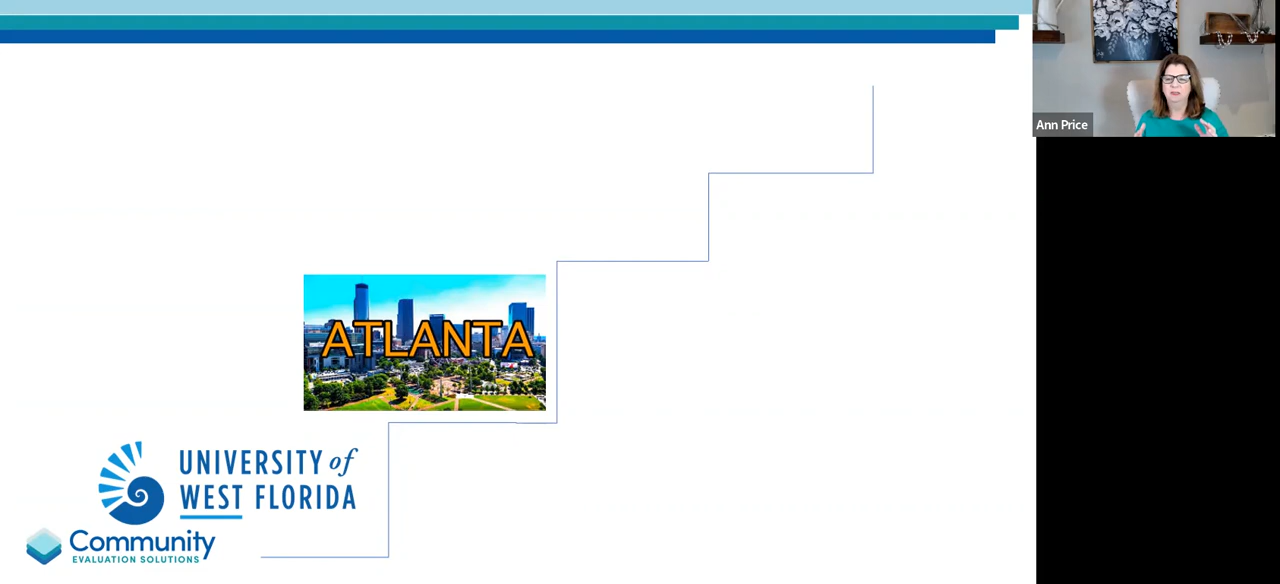 Ann Price
ATLANTA
UNIVERSITY of
WEST FLORIDA
Community
EVALUATION SOLUTIONS